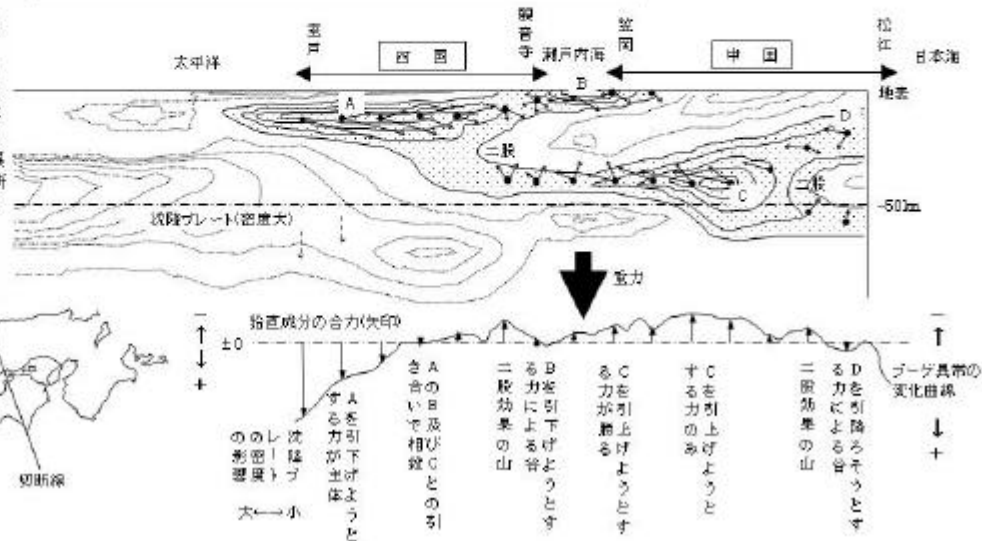 室戸
観音寺
笠岡
松江
太平洋
四国
瀬戸内海
中国
日本海
地表
A
B
C
D
二股
二股
-50km
沈降プレート(密度大)
重力
鉛直成分の合力(矢印)
±0
−
+
−
+
ブーゲ異常の
変化曲線
切断線
沈降プ
レート
の密度
の影響
大←→小
Aを引下げようと
する力が主体
AのB及びCとの引
き合いで相殺
二股効果の山
Bを引下げようとす
る力による谷
Cを引上げようとす
る力が勝る
Cを引上げようと
する力のみ
二股効果の山
Dを引降ろそうとす
る力による谷